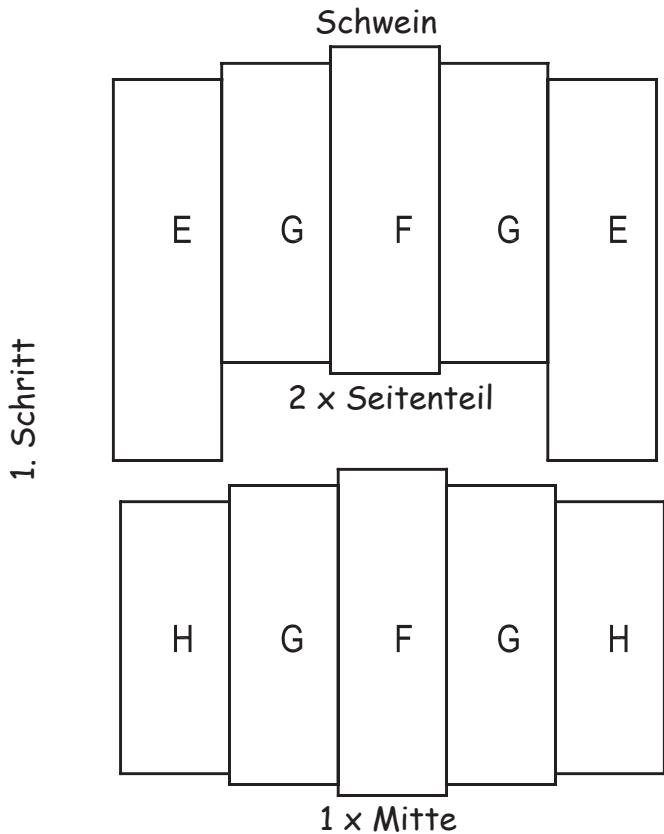 Schwein
E G F G E
2 x Seitenteil
1. Schritt
H G F G H
1 x Mitte